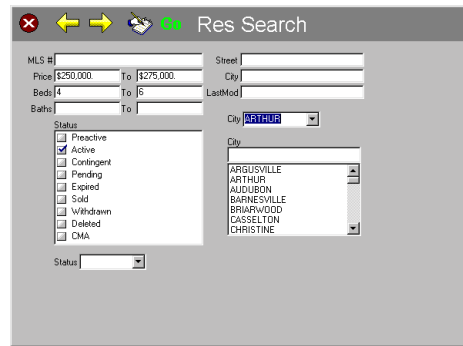 Go Res Search
MLS #
Price $250,000. To $275,000.
Beds 4 To 6
Baths To
Street
City
LastMod
City ARTHUR
Status
Preactive
Active
Contingent
Pending
Expired
Sold
Withdrawn
Deleted
CMA
City
ARGUSVILLE
ARTHUR
AUDUBON
BARNESVILLE
BRIARWOOD
CASSELTON
CHRISTINE
Status